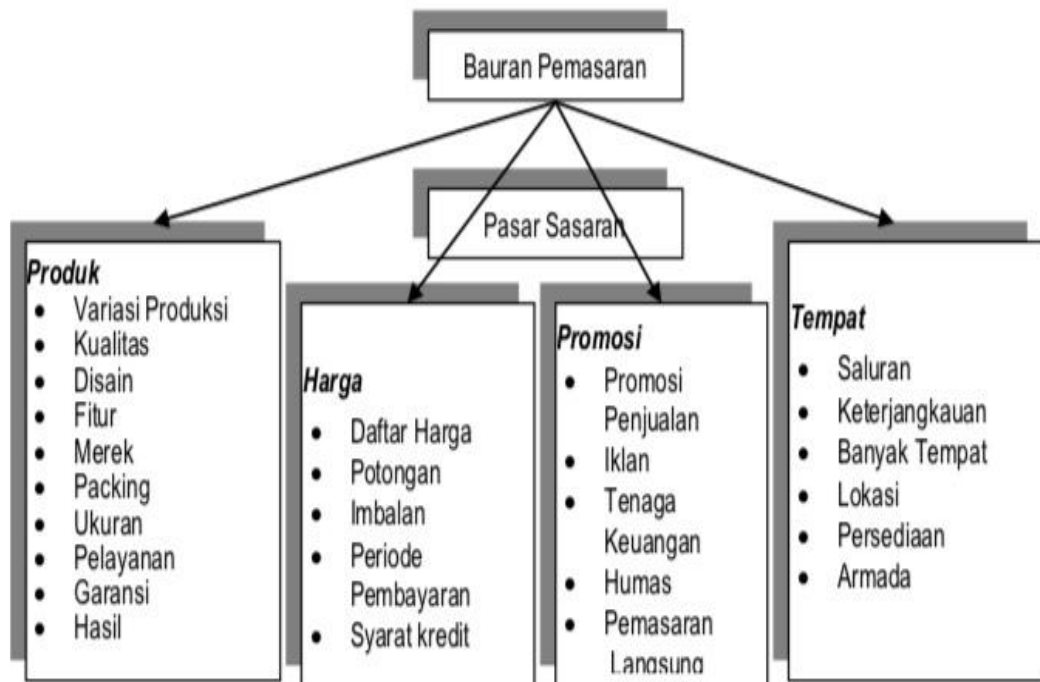 Bauran Pemasaran
Pasar Sasaran
Produk
• Variasi Produksi
• Kualitas
• Disain
• Fitur
• Merek
• Packing
• Ukuran
• Pelayanan
• Garansi
• Hasil
Harga
• Daftar Harga
• Potongan
• Imbalan
• Periode
Pembayaran
• Syarat kredit
Promosi
• Promosi
Penjualan
• Iklan
• Tenaga
Keuangan
• Humas
• Pemasaran
Langsung
Tempat
• Saluran
• Keterjangkauan
• Banyak Tempat
• Lokasi
• Persediaan
• Armada